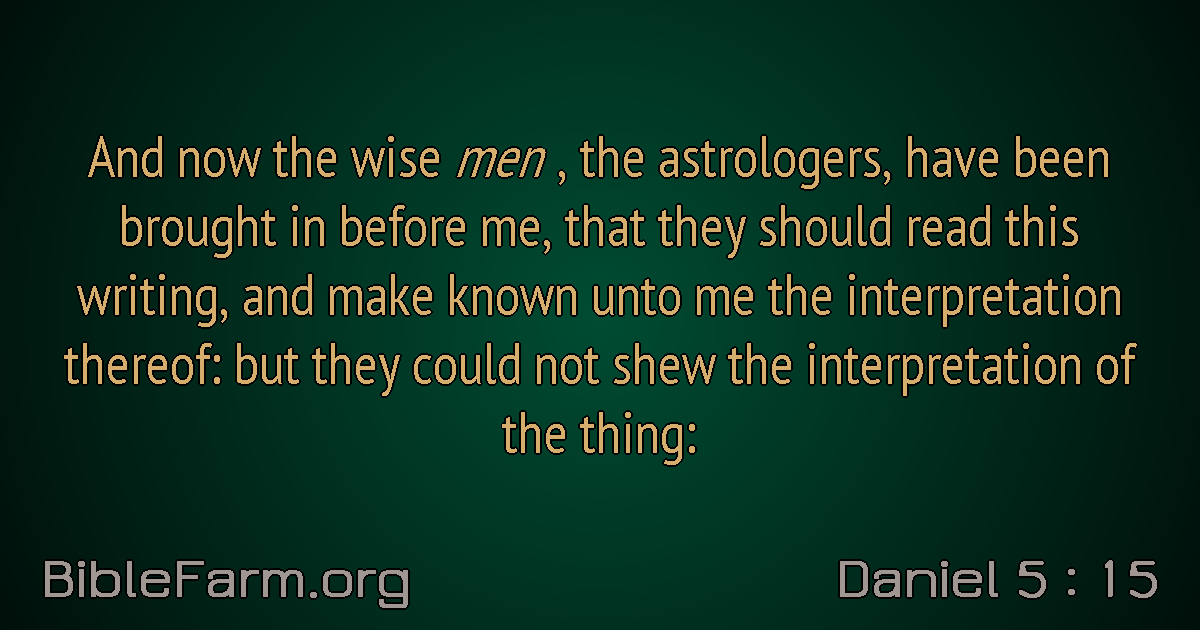 And now the wise men , the astrologers, have been
brought in before me, that they should read this
writing, and make known unto me the interpretation
thereof: but they could not shew the interpretation of
the thing:
BibleFarm.org
Daniel 5 : 15